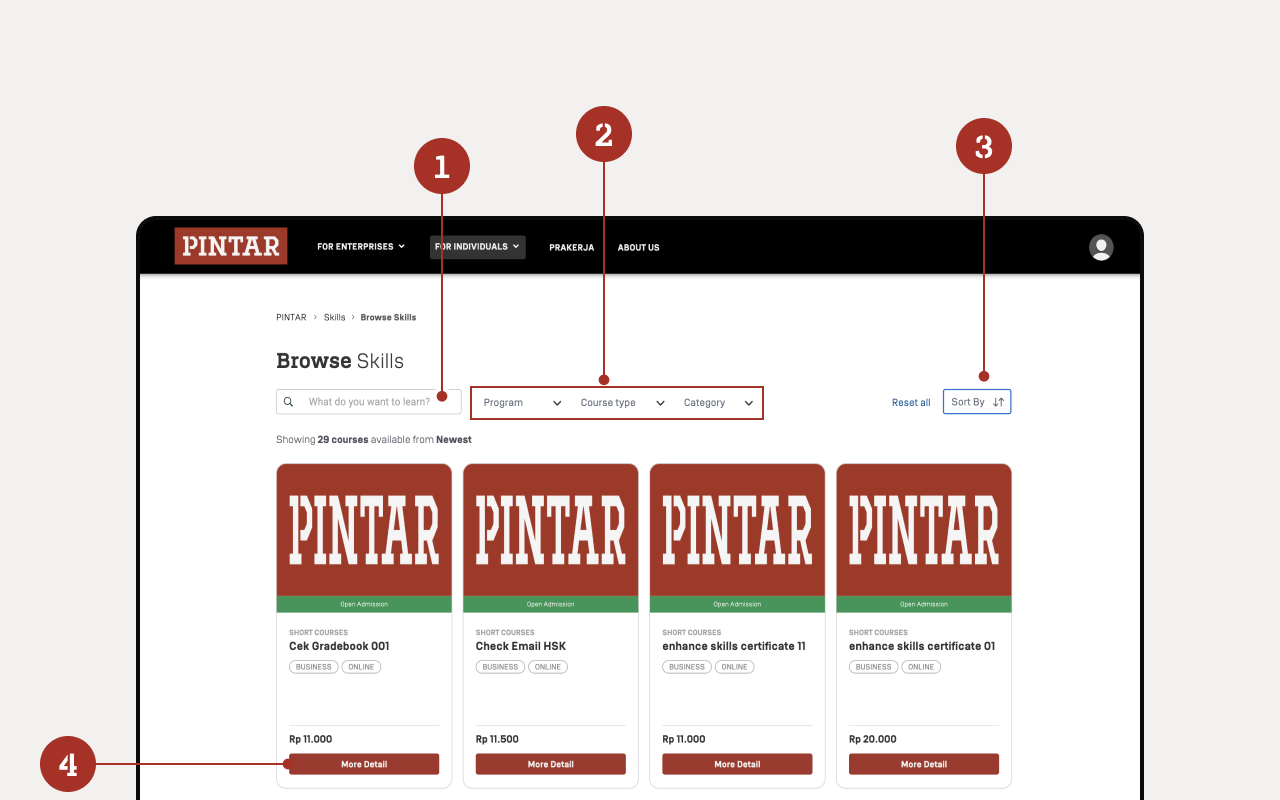 1
2
3
PINTAR
FOR ENTERPRISES FOR INDIVIDUALS PRAKERJA ABOUT US
PINTAR > Skills > Browse Skills
Browse Skills
What do you want to learn? Program Course type Category Reset all Sort By
Showing 29 courses available from Newest
PINTAR PINTAR PINTAR PINTAR
Open Admission Open Admission Open Admission Open Admission
SHORT COURSES SHORT COURSES SHORT COURSES SHORT COURSES
Cek Gradebook 001 Check Email HSK enhance skills certificate 11 enhance skills certificate 01
BUSINESS ONLINE BUSINESS ONLINE BUSINESS ONLINE BUSINESS ONLINE
Rp 11.000 Rp 11.500 Rp 11.000 Rp 20.000
4 More Detail More Detail More Detail More Detail